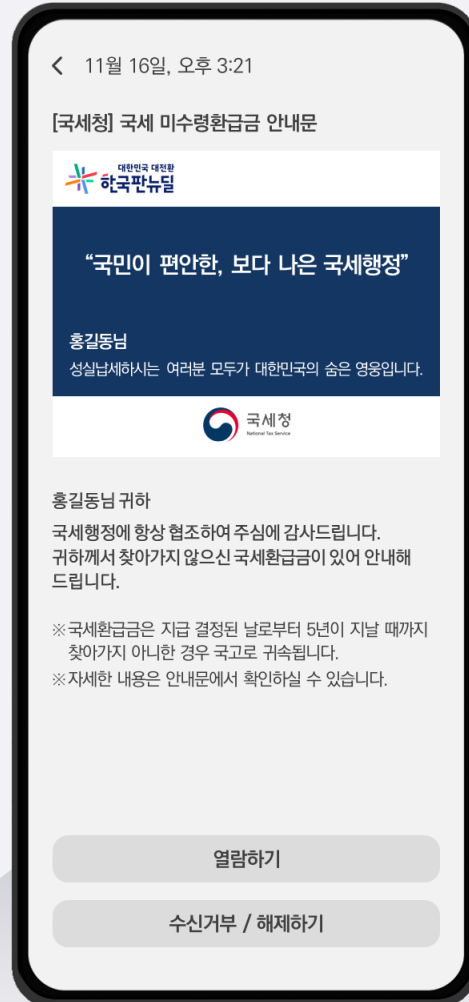 11월 16일, 오후 3:21
[국세청] 국세 미수령환급금 안내문
대한민국 대전환
한국판뉴딜
“국민이 편안한, 보다 나은 국세행정”
홍길동님
성실납세하시는 여러분 모두가 대한민국의 숨은 영웅입니다.
국세청
National Tax Service
홍길동님 귀하
국세행정에 항상 협조하여 주심에 감사드립니다.
귀하께서 찾아가지 않으신 국세환급금이 있어 안내해
드립니다.
※ 국세환급금은 지급 결정된 날로부터 5년이 지날 때까지
찾아가지 아니한 경우 국고로 귀속됩니다.
※ 자세한 내용은 안내문에서 확인하실 수 있습니다.
열람하기
수신거부 / 해제하기